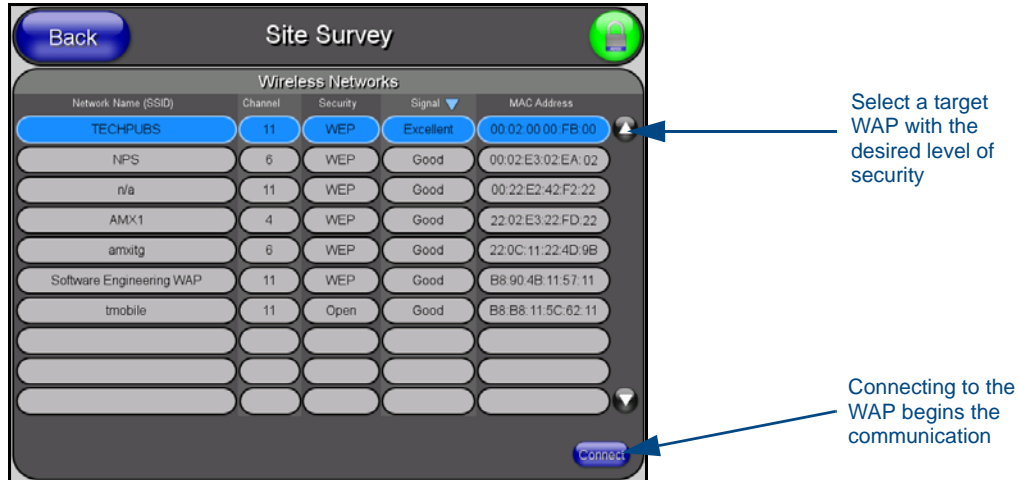 Back
Site Survey
Wireless Networks
Network Name (SSID) Channel Security Signal MAC Address
TECHPUBS 11 WEP Excellent 00:02:00:00:FB:00
NPS 6 WEP Good 00:02:E3:02:EA:02
n/a 11 WEP Good 00:22:E2:42:F2:22
AMX1 4 WEP Good 22:02:E3:22:FD:22
amxitg 6 WEP Good 22:0C:11:22:4D:9B
Software Engineering WAP 11 WEP Good B8:90:4B:11:57:11
tmobile 11 Open Good B8:B8:11:5C:62:11
Connect
Select a target
WAP with the
desired level of
security
Connecting to the
WAP begins the
communication